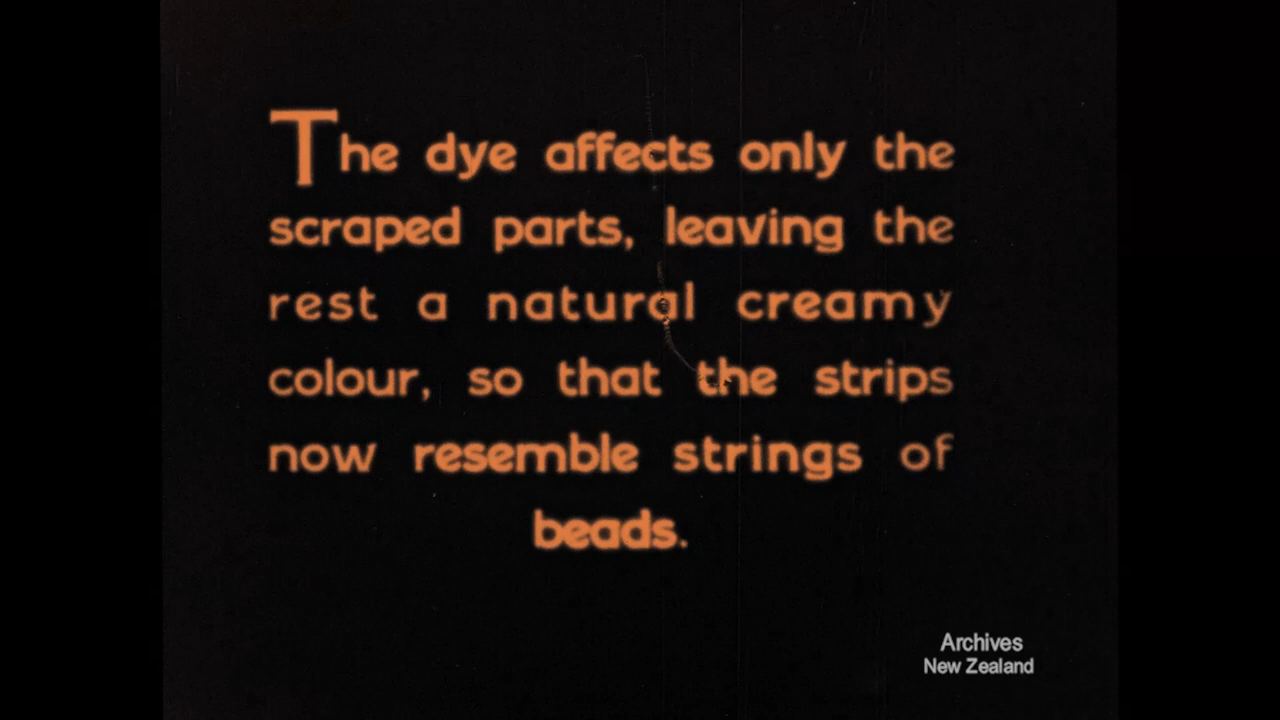 The dye affects only the
scraped parts, leaving the
rest a natural creamy
colour, so that the strips
now resemble strings of
beads.
Archives
New Zealand